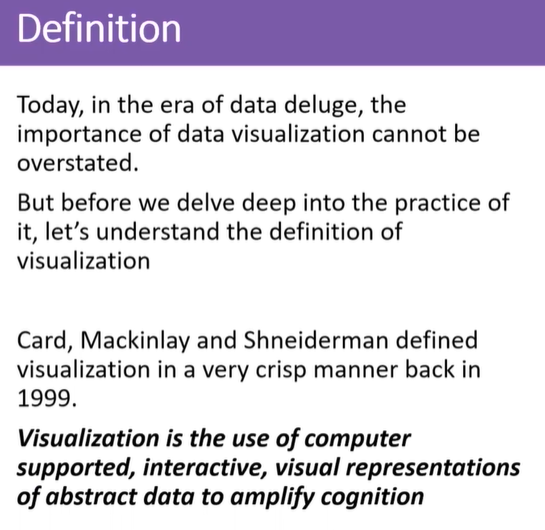 Definition
Today, in the era of data deluge, the
importance of data visualization cannot be
overstated.
But before we delve deep into the practice of
it, let’s understand the definition of
visualization
Card, Mackinlay and Shneiderman defined
visualization in a very crisp manner back in
1999.
Visualization is the use of computer
supported, interactive, visual representations
of abstract data to amplify cognition